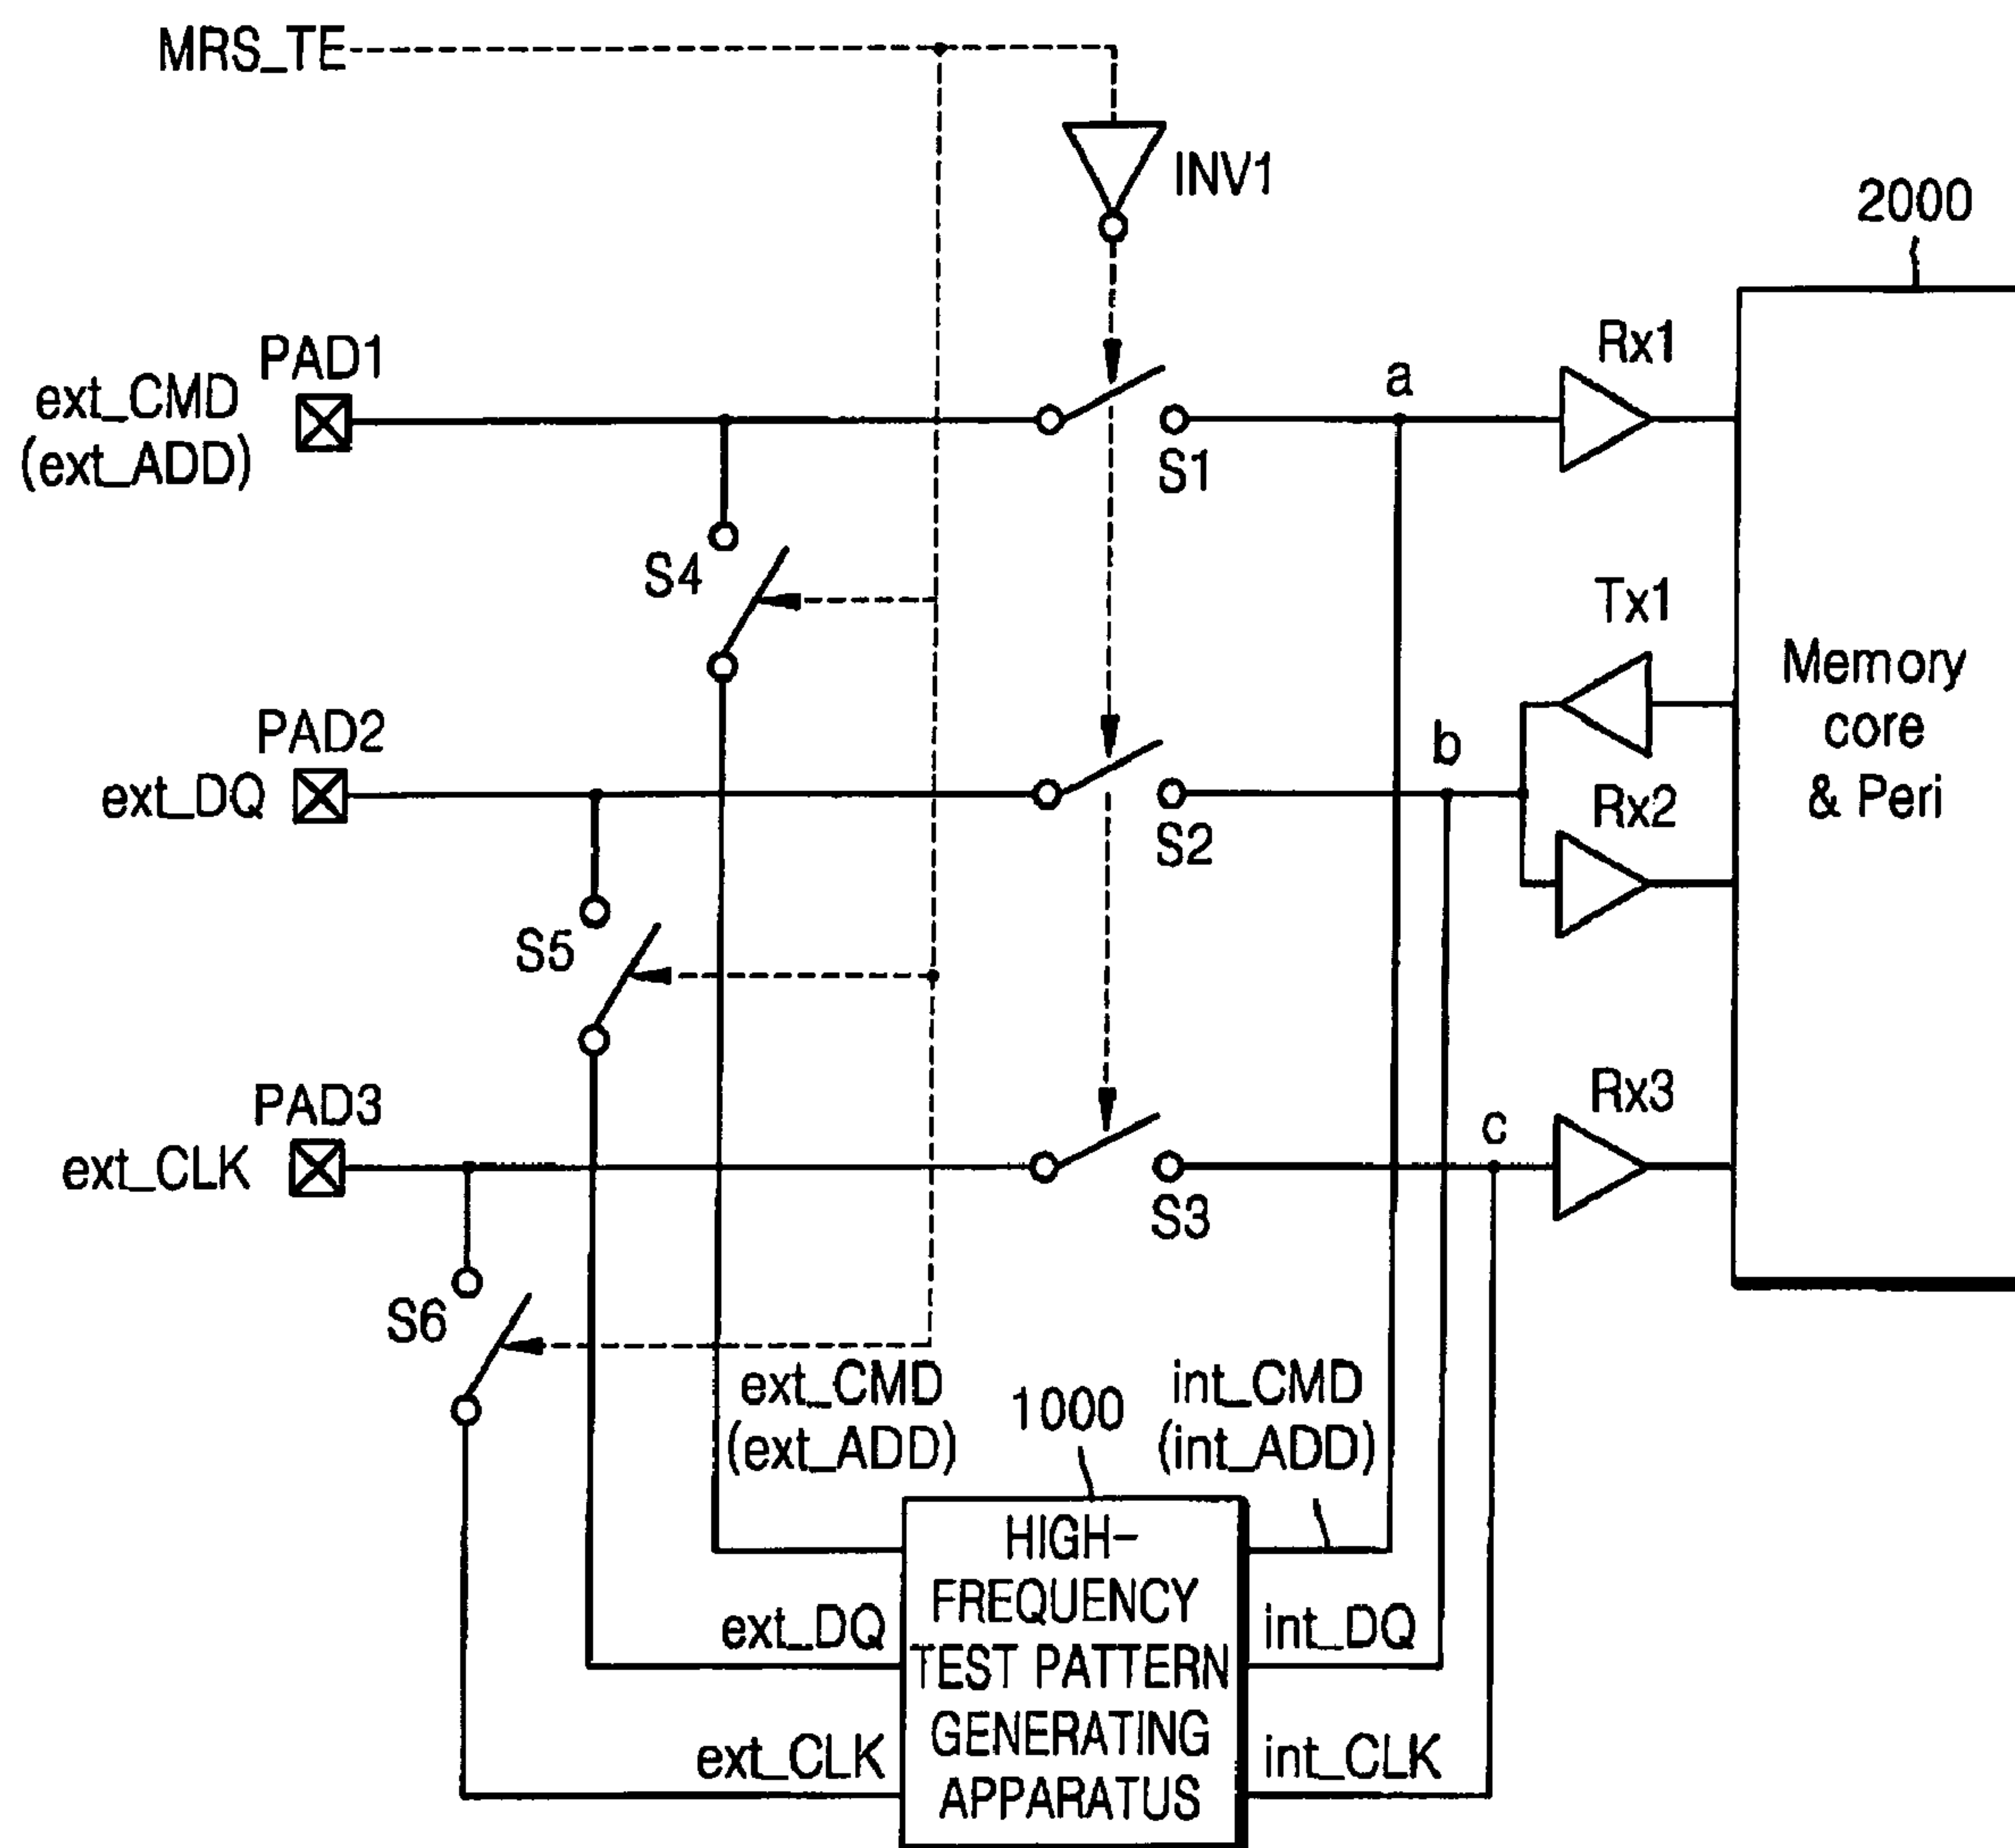 MRS_TE
INV1
2000
PAD1
ext_CMD
(ext_ADD)
S1
a
Rx1
S4
Tx1
Memory
core
& Peri
PAD2
ext_DQ
S2
b
Rx2
S5
PAD3
ext_CLK
S3
c
Rx3
S6
ext_CMD
(ext_ADD)
1000
int_CMD
(int_ADD)
HIGH-
FREQUENCY
TEST PATTERN
GENERATING
APPARATUS
ext_DQ
int_DQ
ext_CLK
int_CLK